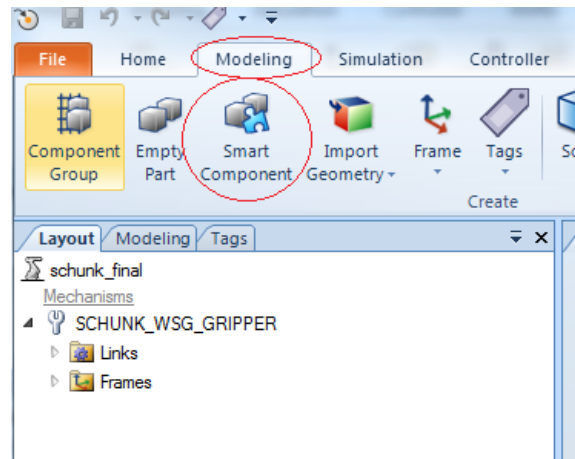 File Home Modeling Simulation Controller
Component Group
Empty Part
Smart Component
Import Geometry
Frame
Tags
Create
Layout Modeling Tags
schunk_final
Mechanisms
SCHUNK_WSG_GRIPPER
Links
Frames